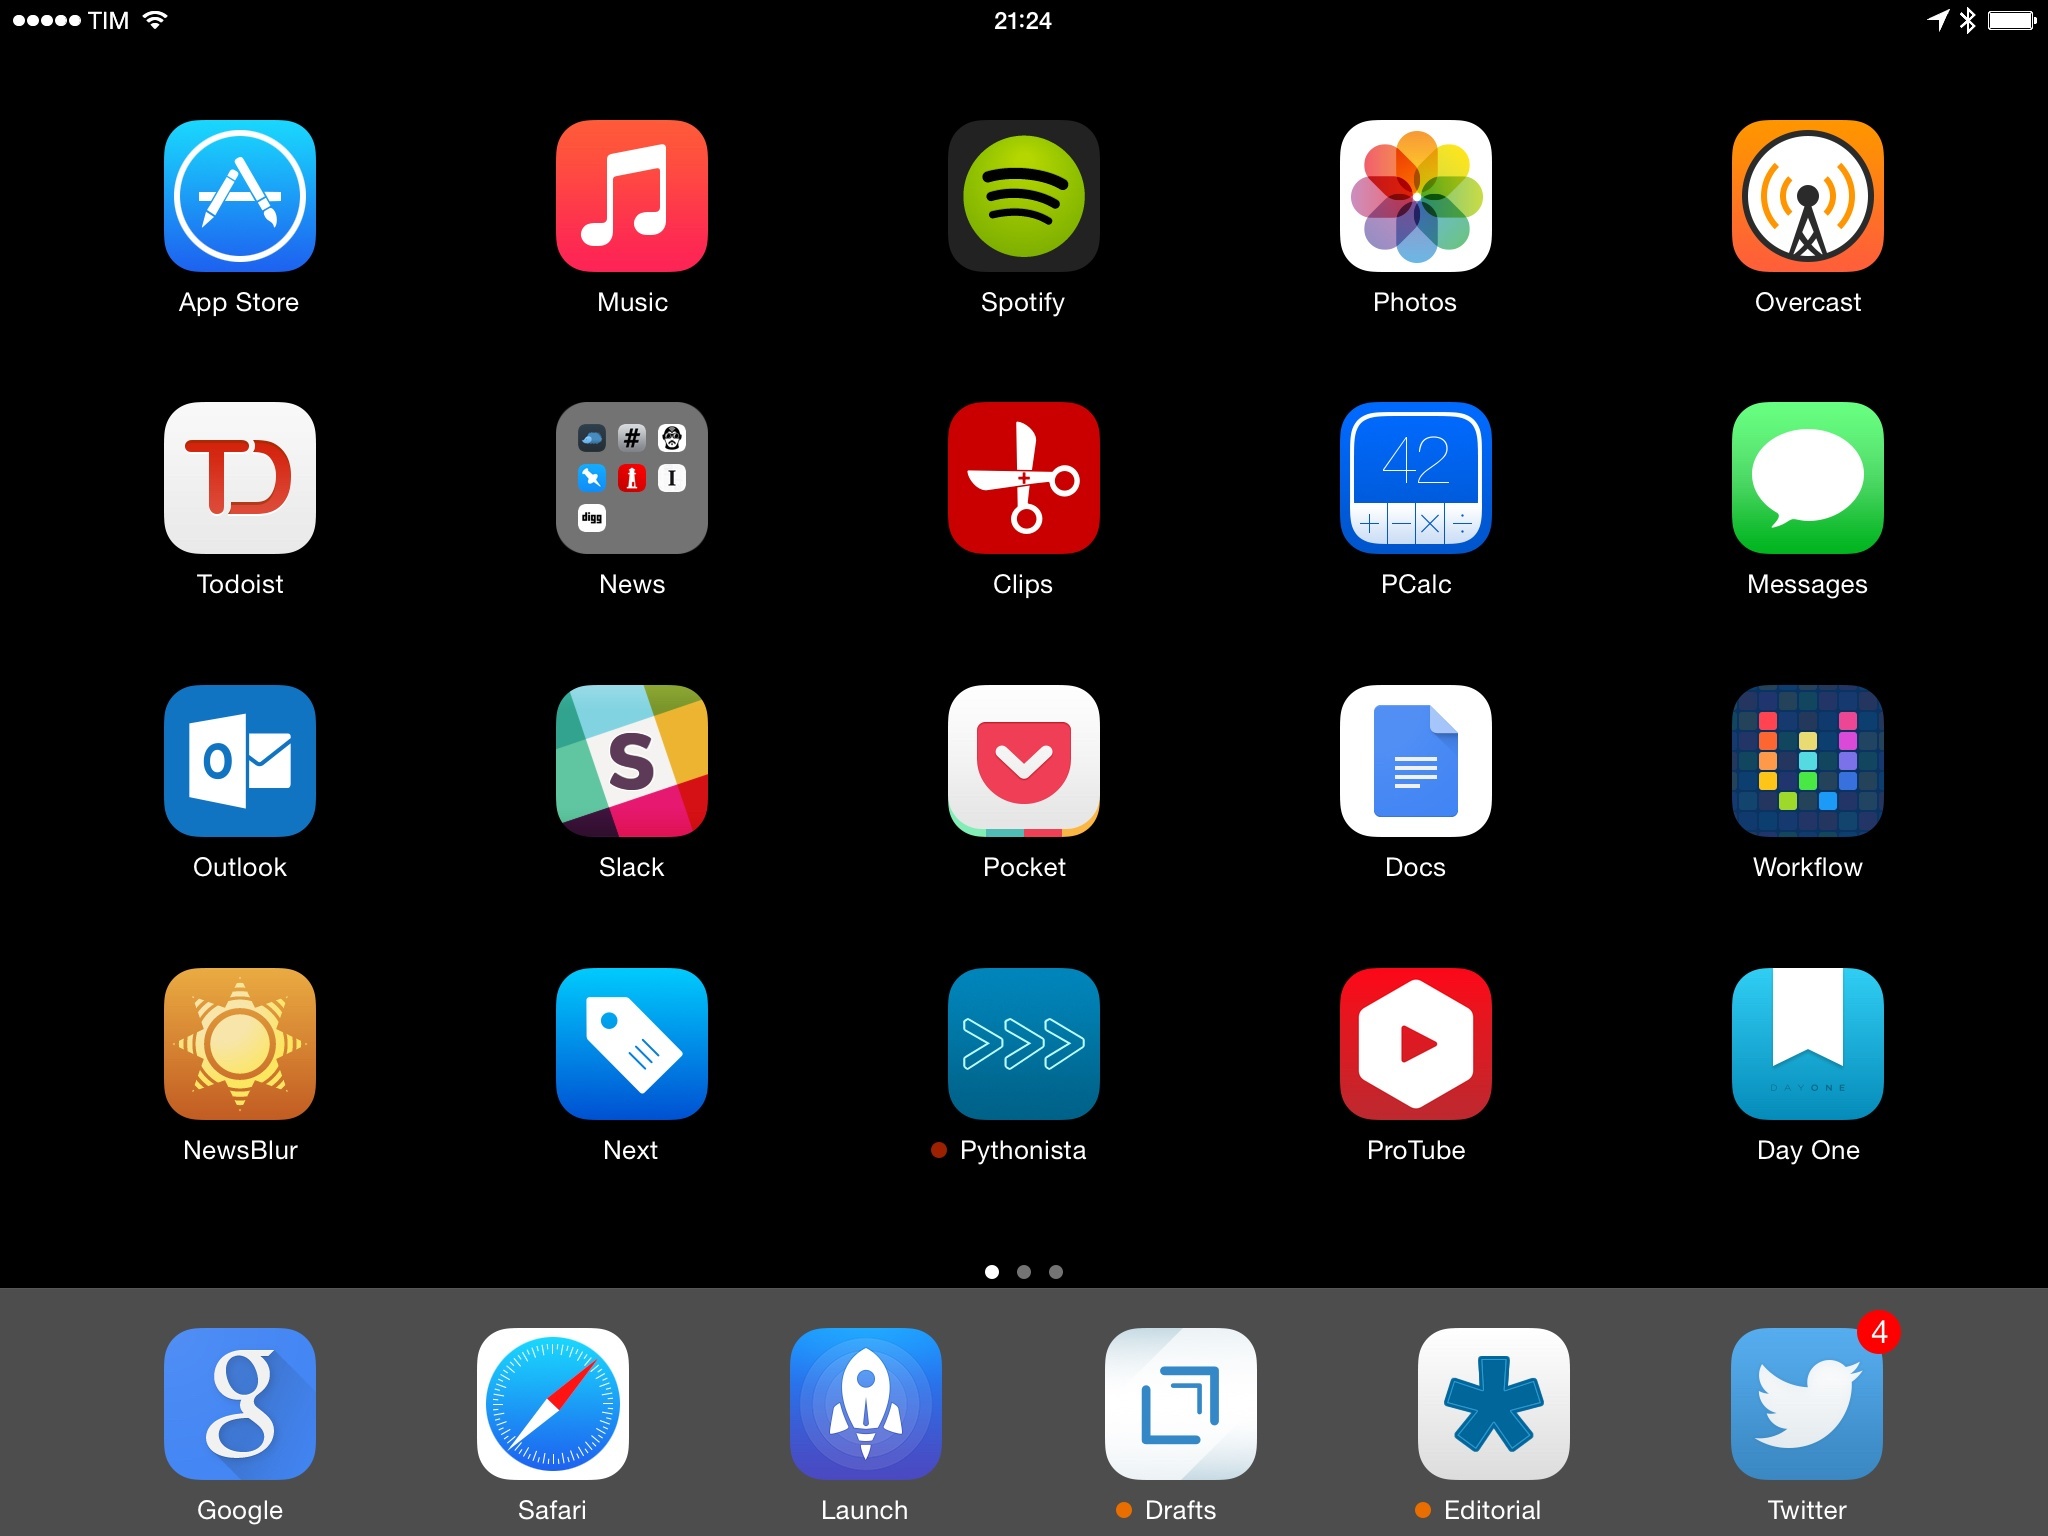 TIM 21:24
App Store Music Spotify Photos Overcast
42
+ − × ÷
# I
digg
Todoist News Clips PCalc Messages
O S
Outlook Slack Pocket Docs Workflow
>>>
DAY ONE
NewsBlur Next Pythonista ProTube Day One
4
g
Google Safari Launch Drafts Editorial Twitter